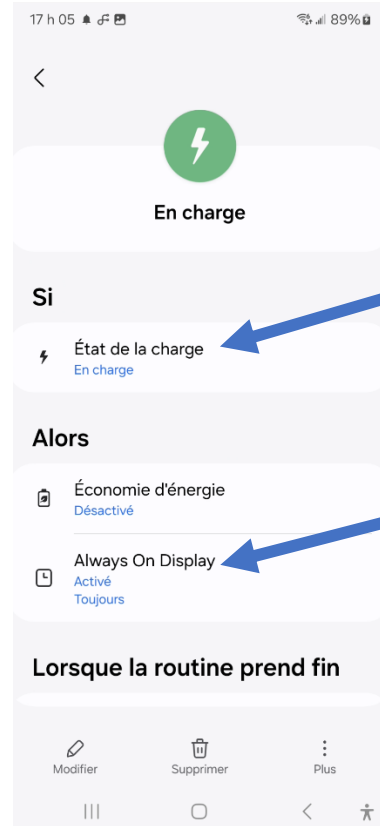 17 h 05 89%
En charge
Si
État de la charge
En charge
Alors
Économie d'énergie
Désactivé
Always On Display
Activé
Toujours
Lorsque la routine prend fin
Modifier Supprimer Plus